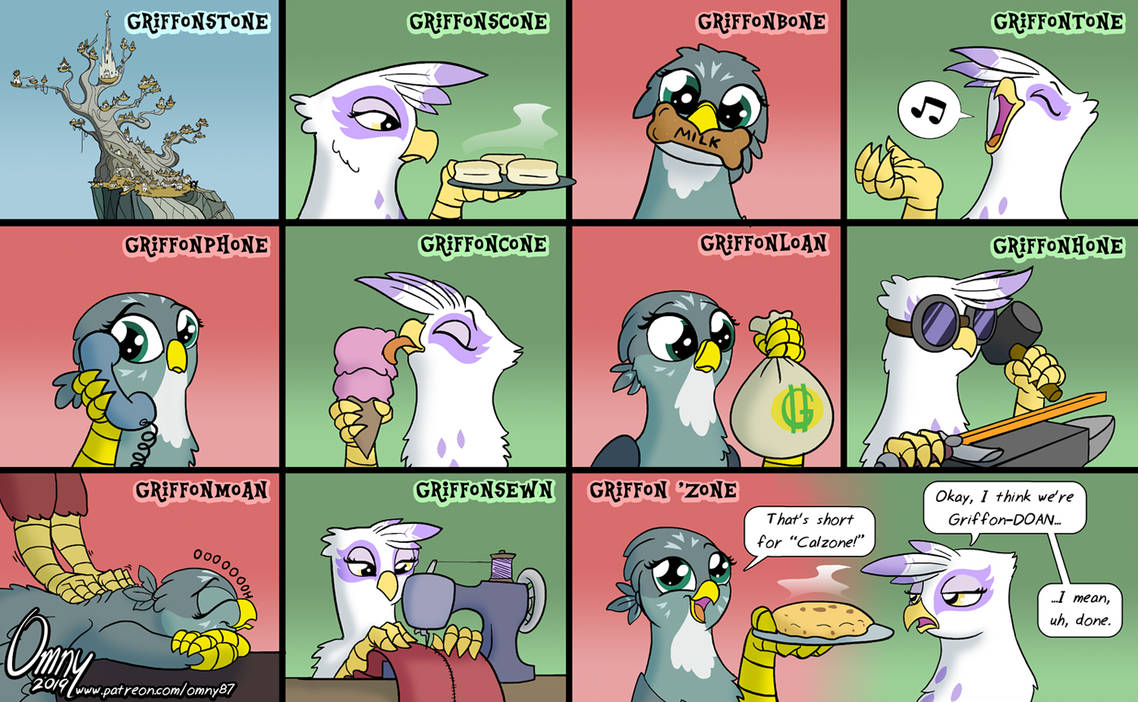 GRiFFONSTONE
GRiFFONSCONE
GRiFFONBONE
MILK
GRiFFONTONE
GRiFFONPHONE
GRiFFONCONE
GRiFFONLOAN
GRiFFONHONE
GRiFFONMOAN
OOOOOOOOH
Omny
2019
www.patreon.com/omny87
GRiFFONSEWN
GRiFFON 'ZONE
That's short
for "Calzone!"
Okay, I think we're
Griffon-DOAN...
...I mean,
uh, done.